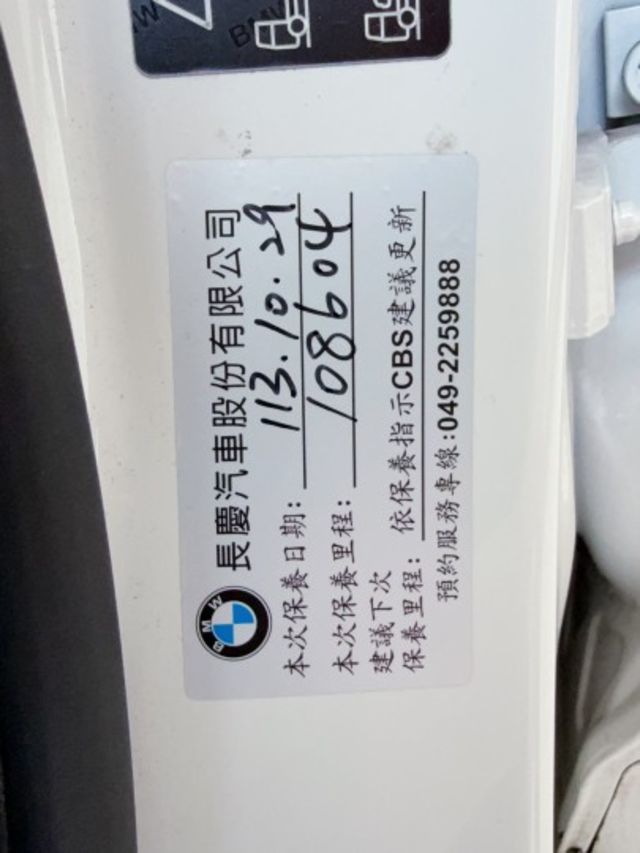 長慶汽車股份有限公司
本次保養日期:113.10.29
本次保養里程:108604
建議下次
保養里程:依保養指示CBS建議更新
預約服務專線:049-2259888
BMW
BMW